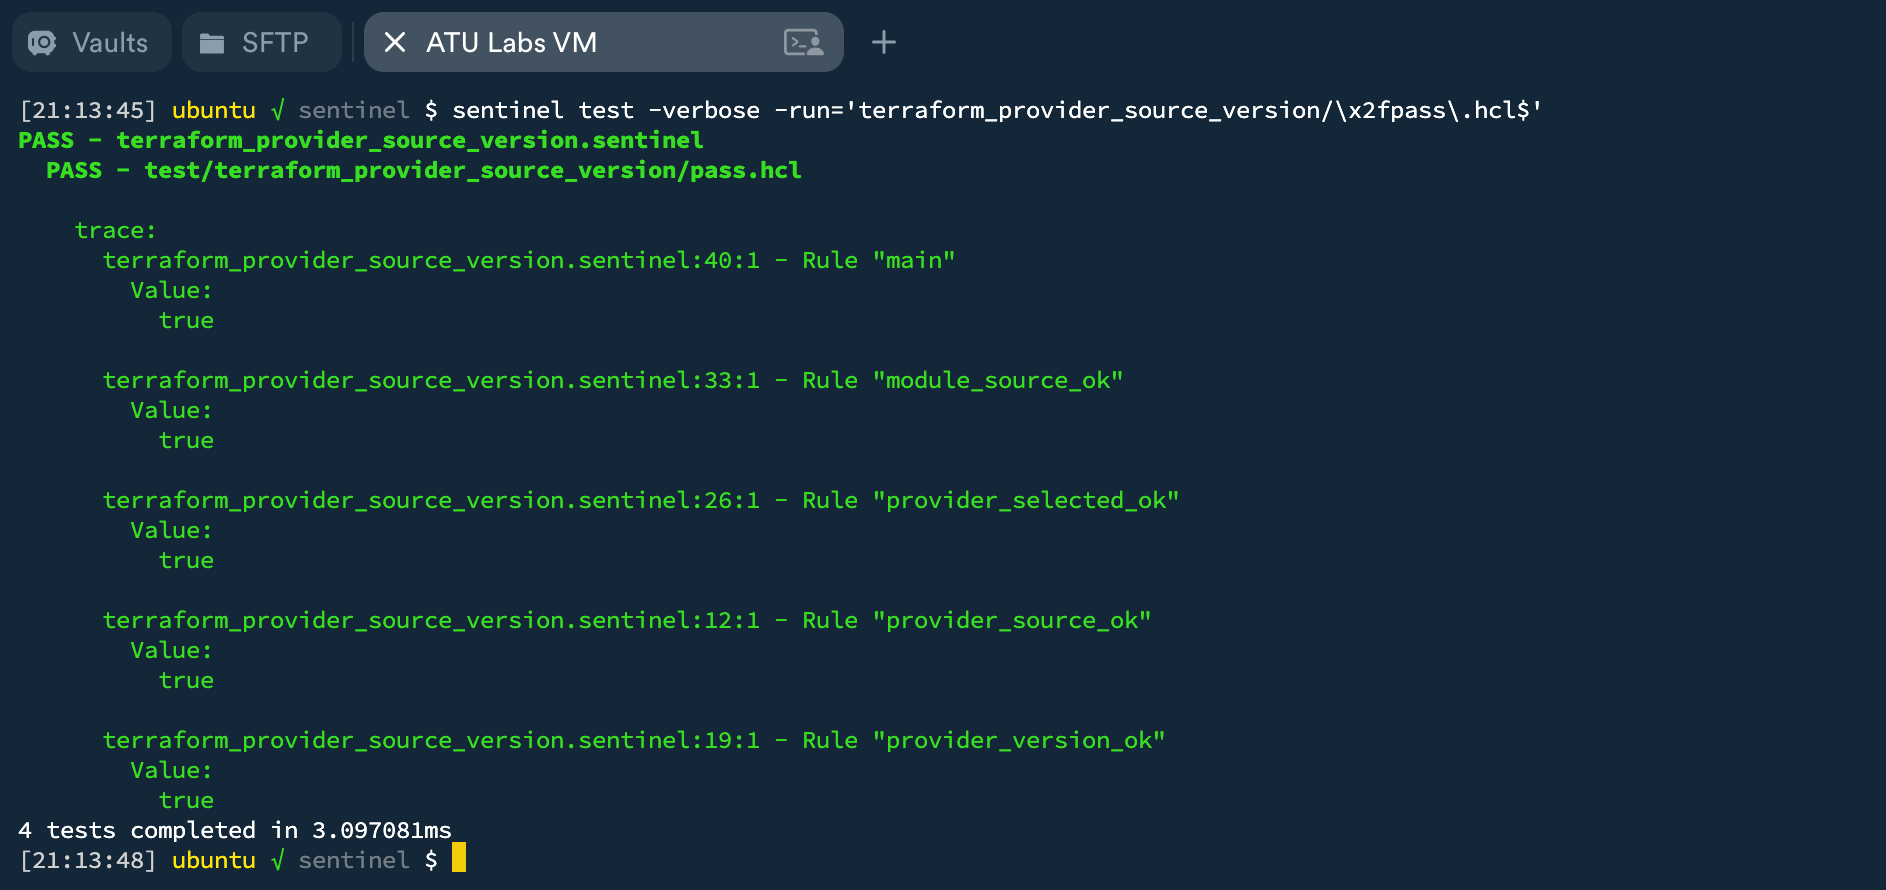 Vaults SFTP ATU Labs VM
[21:13:45] ubuntu √ sentinel $ sentinel test -verbose -run='terraform_provider_source_version/\x2fpass\.hcl$'
PASS - terraform_provider_source_version.sentinel
PASS - test/terraform_provider_source_version/pass.hcl
trace:
terraform_provider_source_version.sentinel:40:1 - Rule "main"
Value:
true
terraform_provider_source_version.sentinel:33:1 - Rule "module_source_ok"
Value:
true
terraform_provider_source_version.sentinel:26:1 - Rule "provider_selected_ok"
Value:
true
terraform_provider_source_version.sentinel:12:1 - Rule "provider_source_ok"
Value:
true
terraform_provider_source_version.sentinel:19:1 - Rule "provider_version_ok"
Value:
true
4 tests completed in 3.097081ms
[21:13:48] ubuntu √ sentinel $